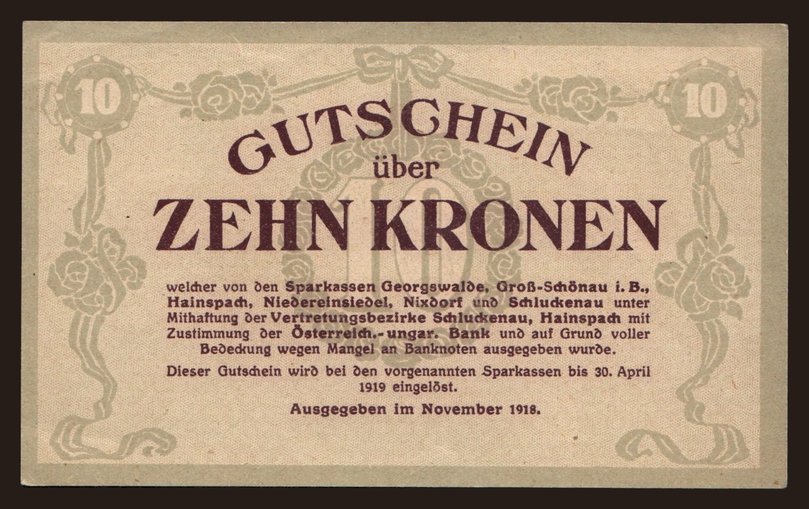 10 10
GUTSCHEIN
über
10
ZEHN KRONEN
welcher von den Sparkassen Georgswalde, Groß-Schönau i. B.,
Hainspach, Niedereinsiedel, Nixdorf und Schluckenau unter
Mithaftung der Vertretungsbezirke Schluckenau, Hainspach mit
Zustimmung der Österreich.-ungar. Bank und auf Grund voller
Bedeckung wegen Mangel an Banknoten ausgegeben wurde.
Dieser Gutschein wird bei den vorgenannten Sparkassen bis 30. April
1919 eingelöst.
Ausgegeben im November 1918.